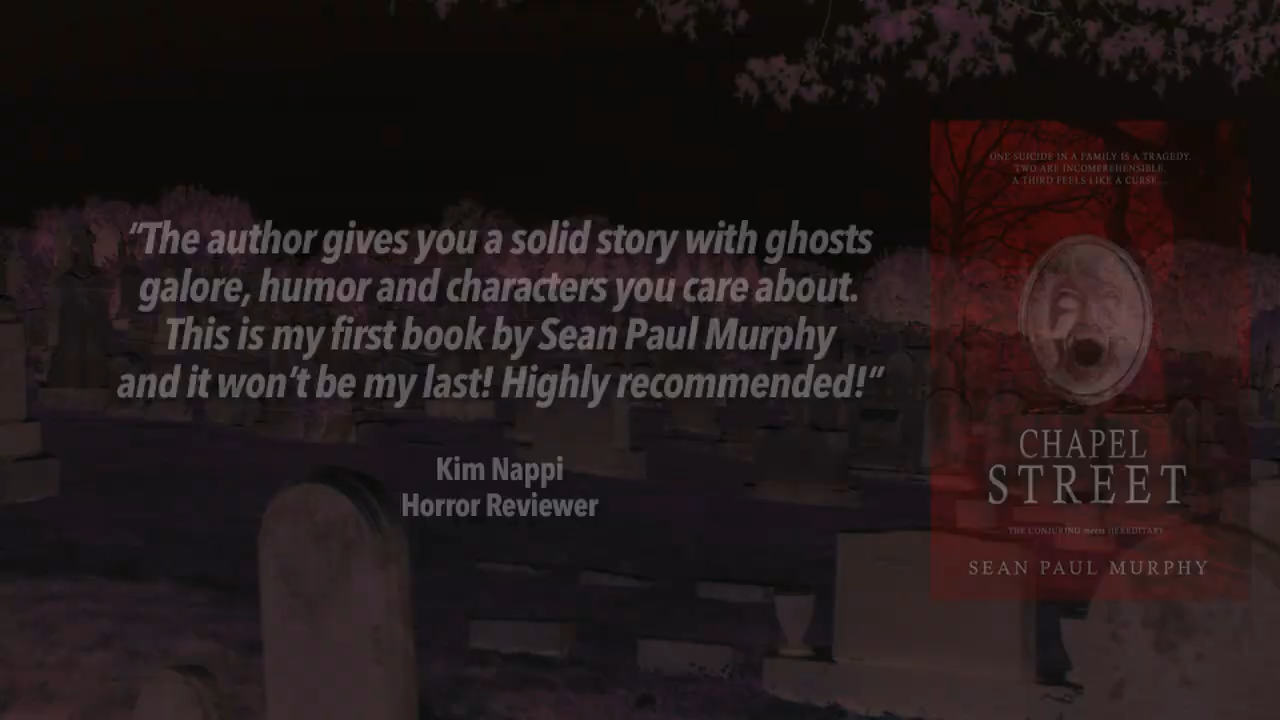 “The author gives you a solid story with ghosts
galore, humor and characters you care about.
This is my first book by Sean Paul Murphy
and it won’t be my last! Highly recommended!“
Kim Nappi
Horror Reviewer
ONE SUICIDE IN A FAMILY IS A TRAGEDY.
TWO ARE INCOMPREHENSIBLE.
A THIRD FEELS LIKE A CURSE...
CHAPEL
STREET
THE CONJURING meets HEREDITARY
SEAN PAUL MURPHY